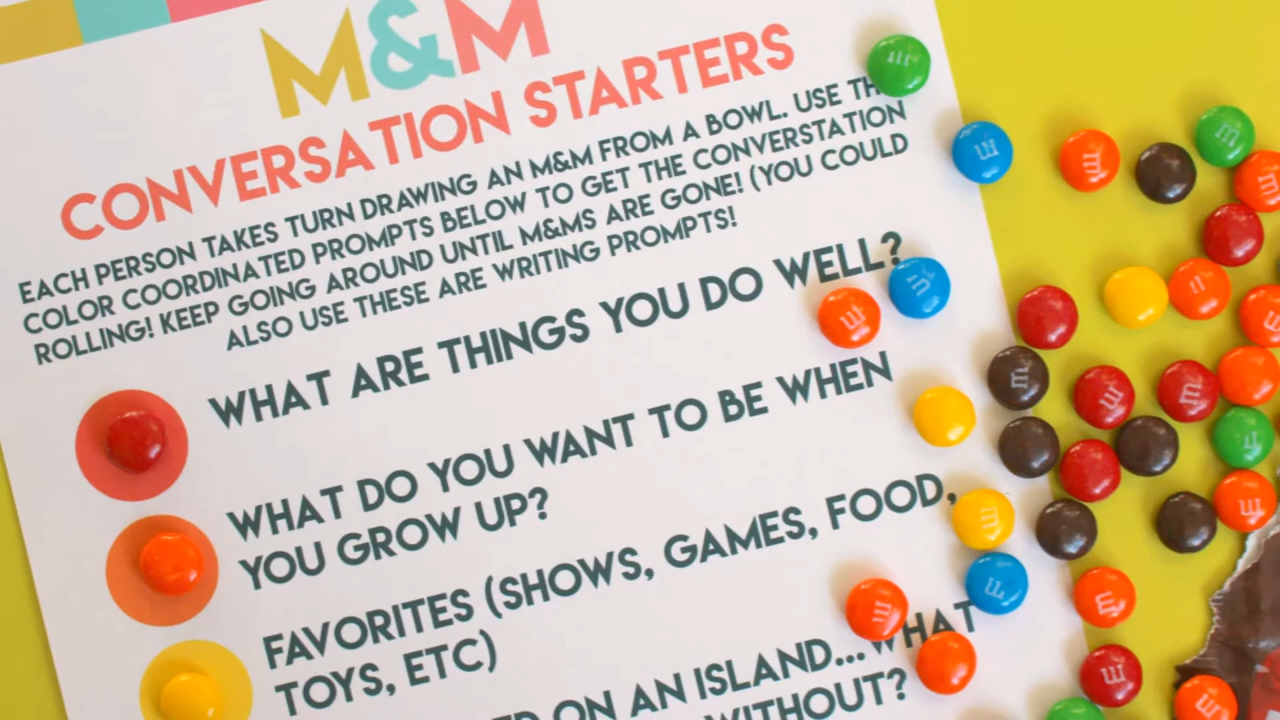 M&M
CONVERSATION STARTERS
EACH PERSON TAKES TURN DRAWING AN M&M FROM A BOWL. USE TH
COLOR COORDINATED PROMPTS BELOW TO GET THE CONVERSTATION
ROLLING! KEEP GOING AROUND UNTIL M&MS ARE GONE! (YOU COULD
ALSO USE THESE ARE WRITING PROMPTS!
WHAT ARE THINGS YOU DO WELL?
WHAT DO YOU WANT TO BE WHEN
YOU GROW UP?
FAVORITES (SHOWS, GAMES, FOOD,
TOYS, ETC)
ON AN ISLAND...WHAT
WITHOUT?